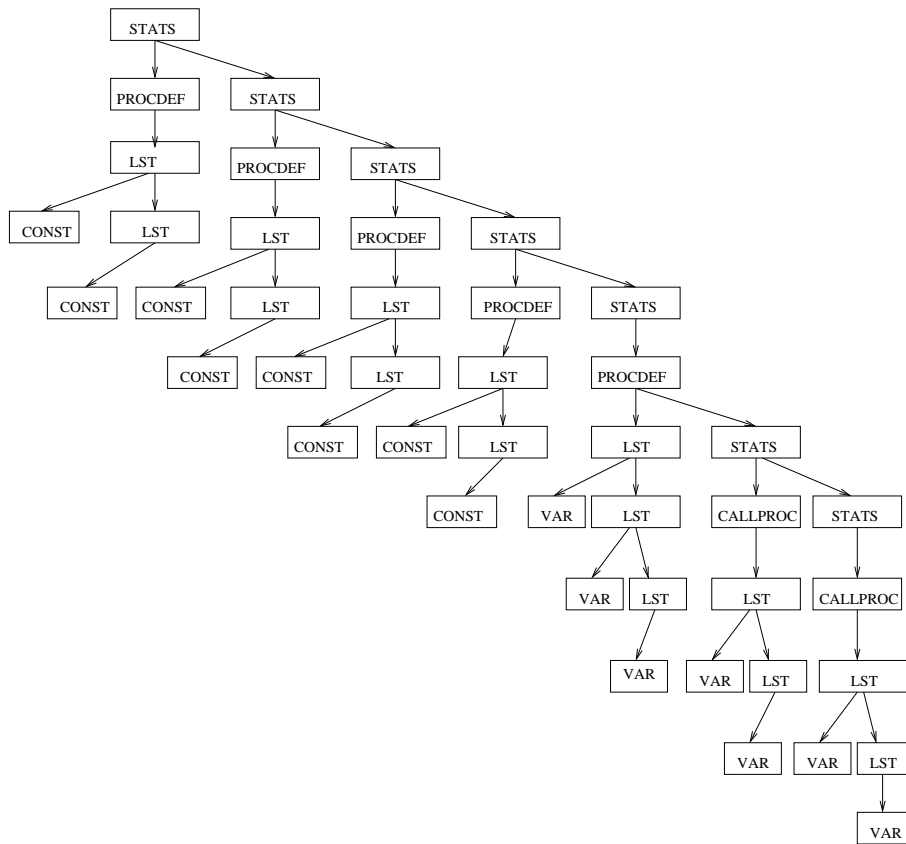 STATS
PROCDEF STATS
LST PROCDEF STATS
CONST LST LST PROCDEF STATS
CONST CONST LST LST PROCDEF STATS
CONST CONST LST LST PROCDEF
CONST CONST LST LST STATS
CONST VAR LST CALLPROC STATS
VAR LST LST CALLPROC
VAR VAR LST LST
VAR VAR LST
VAR